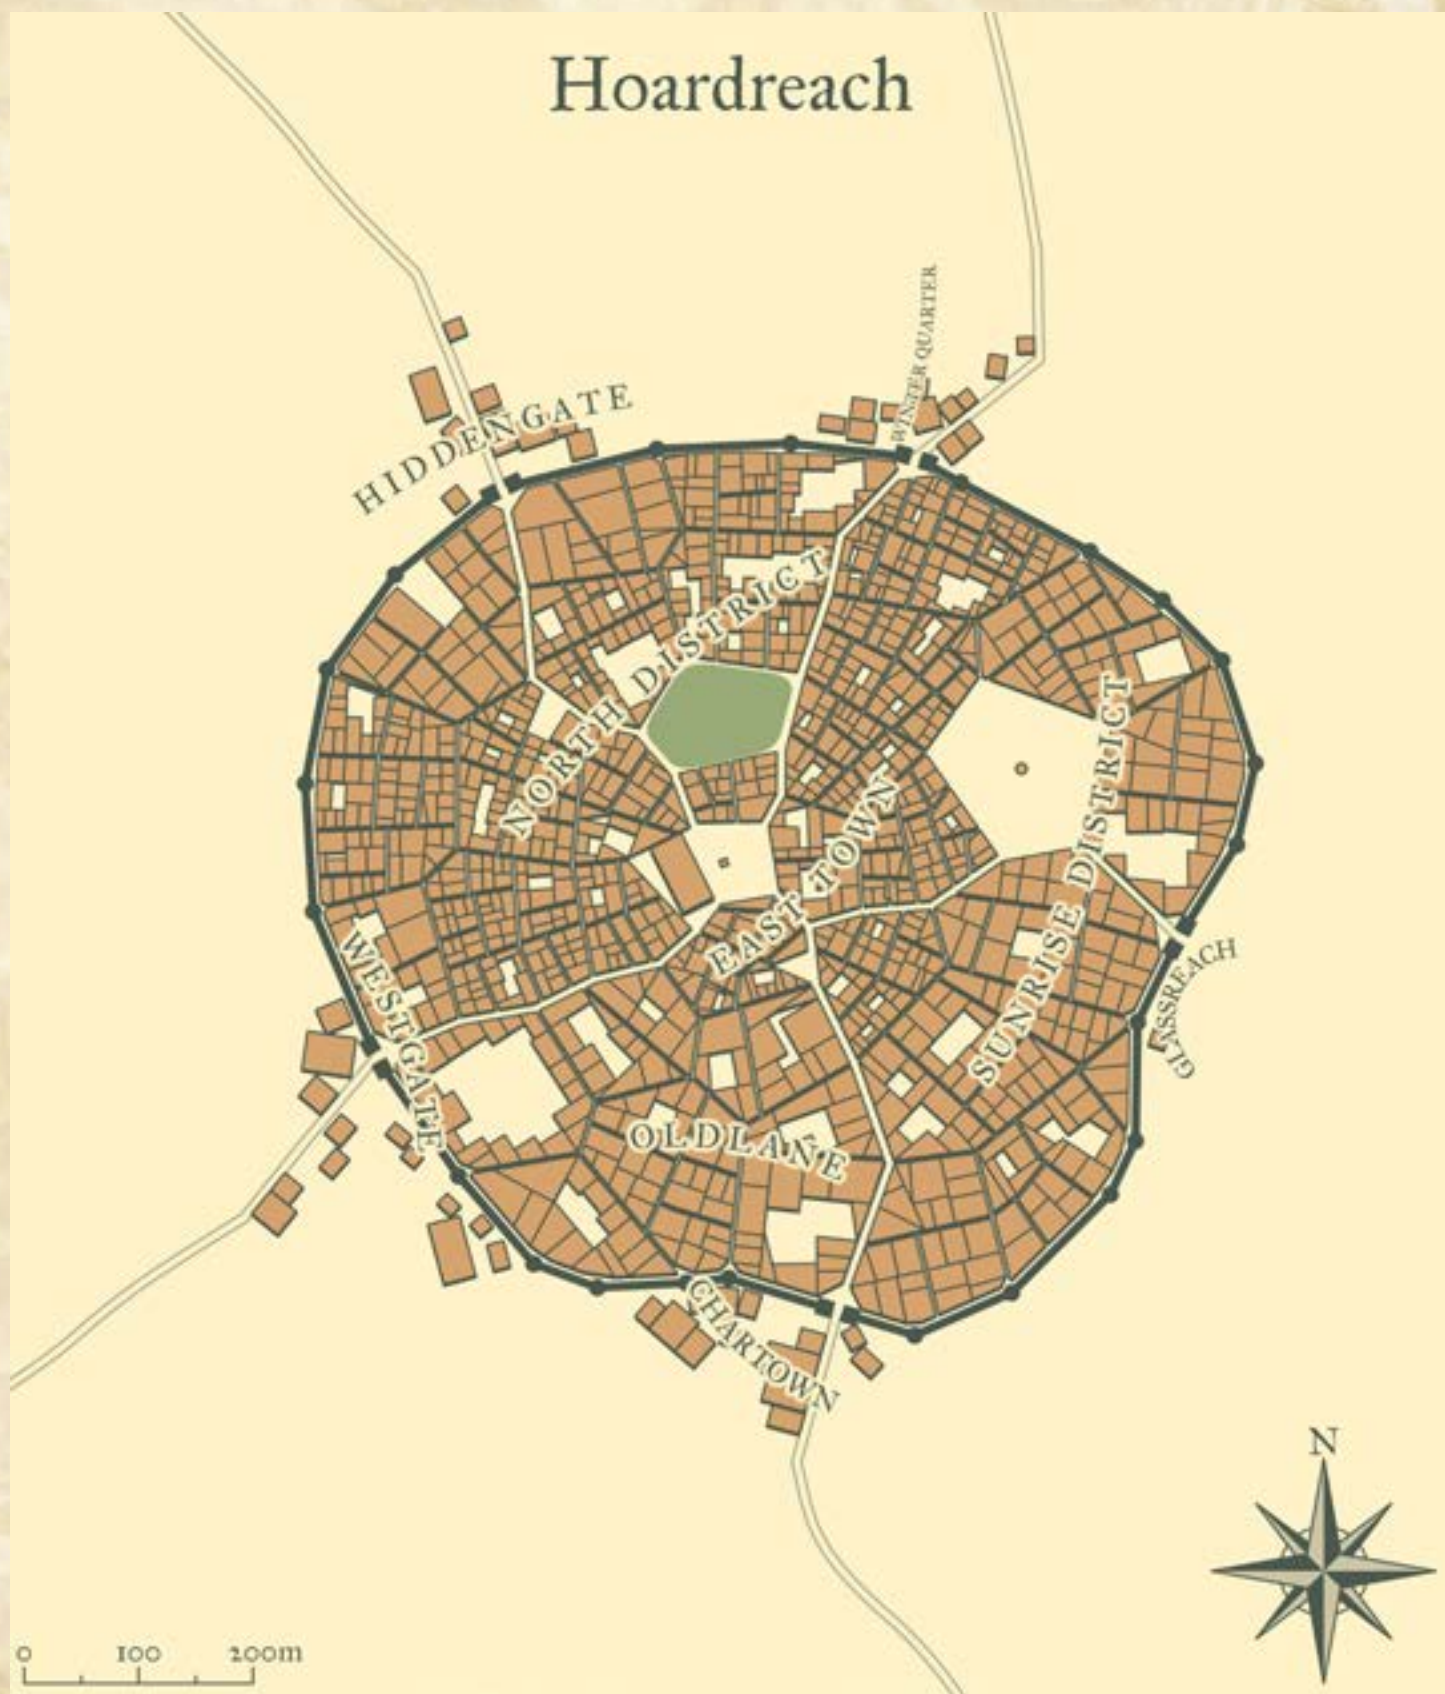 Hoardreach
WINTER QUARTER
HIDDENGATE
NORTH DISTRICT
SUNRISE DISTRICT
EAST TOWN
WESTGATE
GLASSREACH
OLDLANE
CHARTOWN
N
0 100 200m